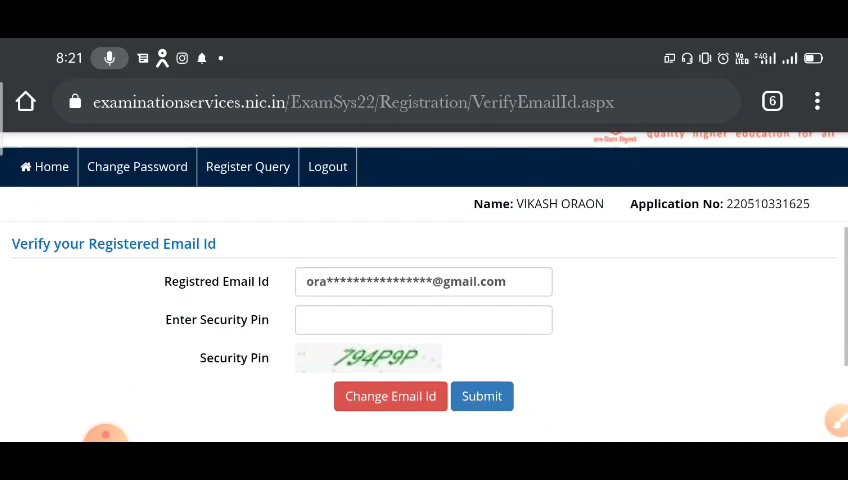 8:21
examinationservices.nic.in/ExamSys22/Registration/VerifyEmailId.aspx
6
quality higher education for all
Home Change Password Register Query Logout
Name: VIKASH ORAON Application No: 220510331625
Verify your Registered Email Id
Registred Email Id ora****************@gmail.com
Enter Security Pin
Security Pin 794P9P
Change Email Id Submit